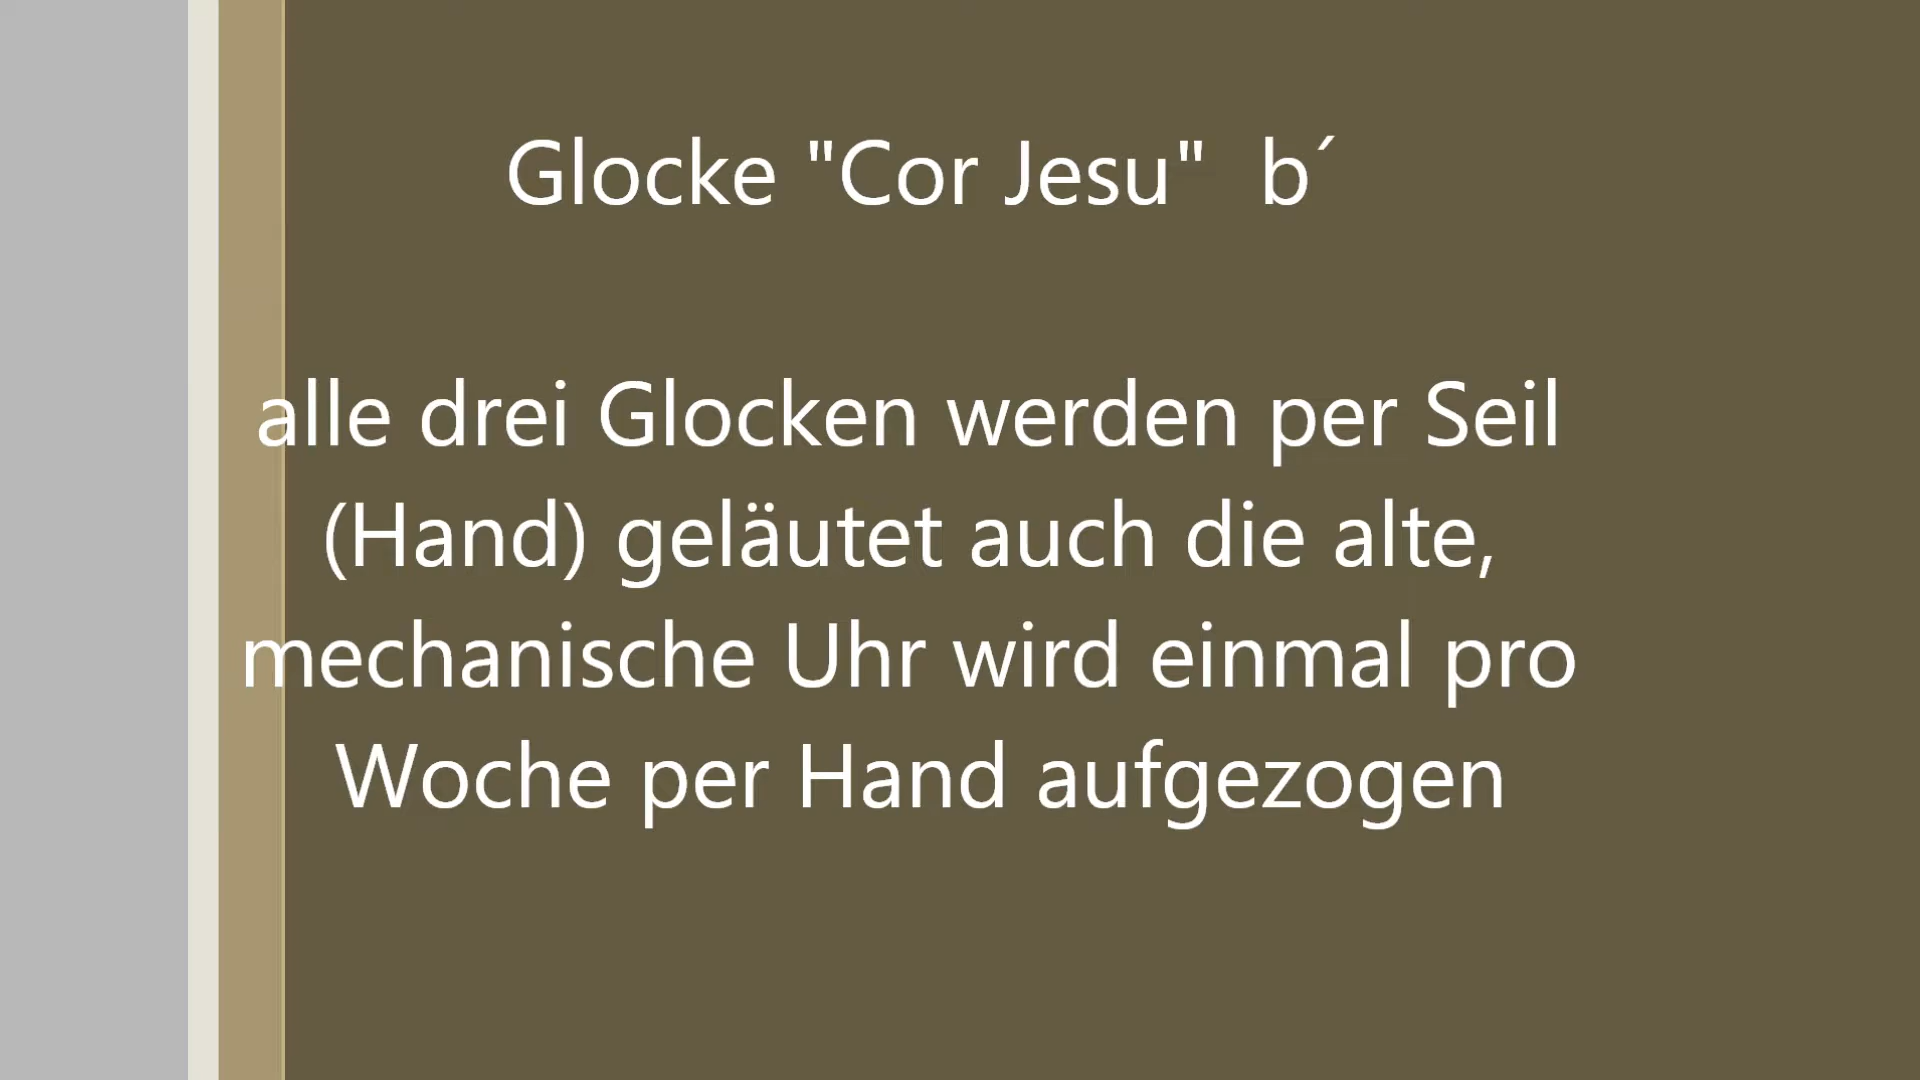 Glocke "Cor Jesu"  b´
alle drei Glocken werden per Seil
(Hand) geläutet auch die alte,
mechanische Uhr wird einmal pro
Woche per Hand aufgezogen